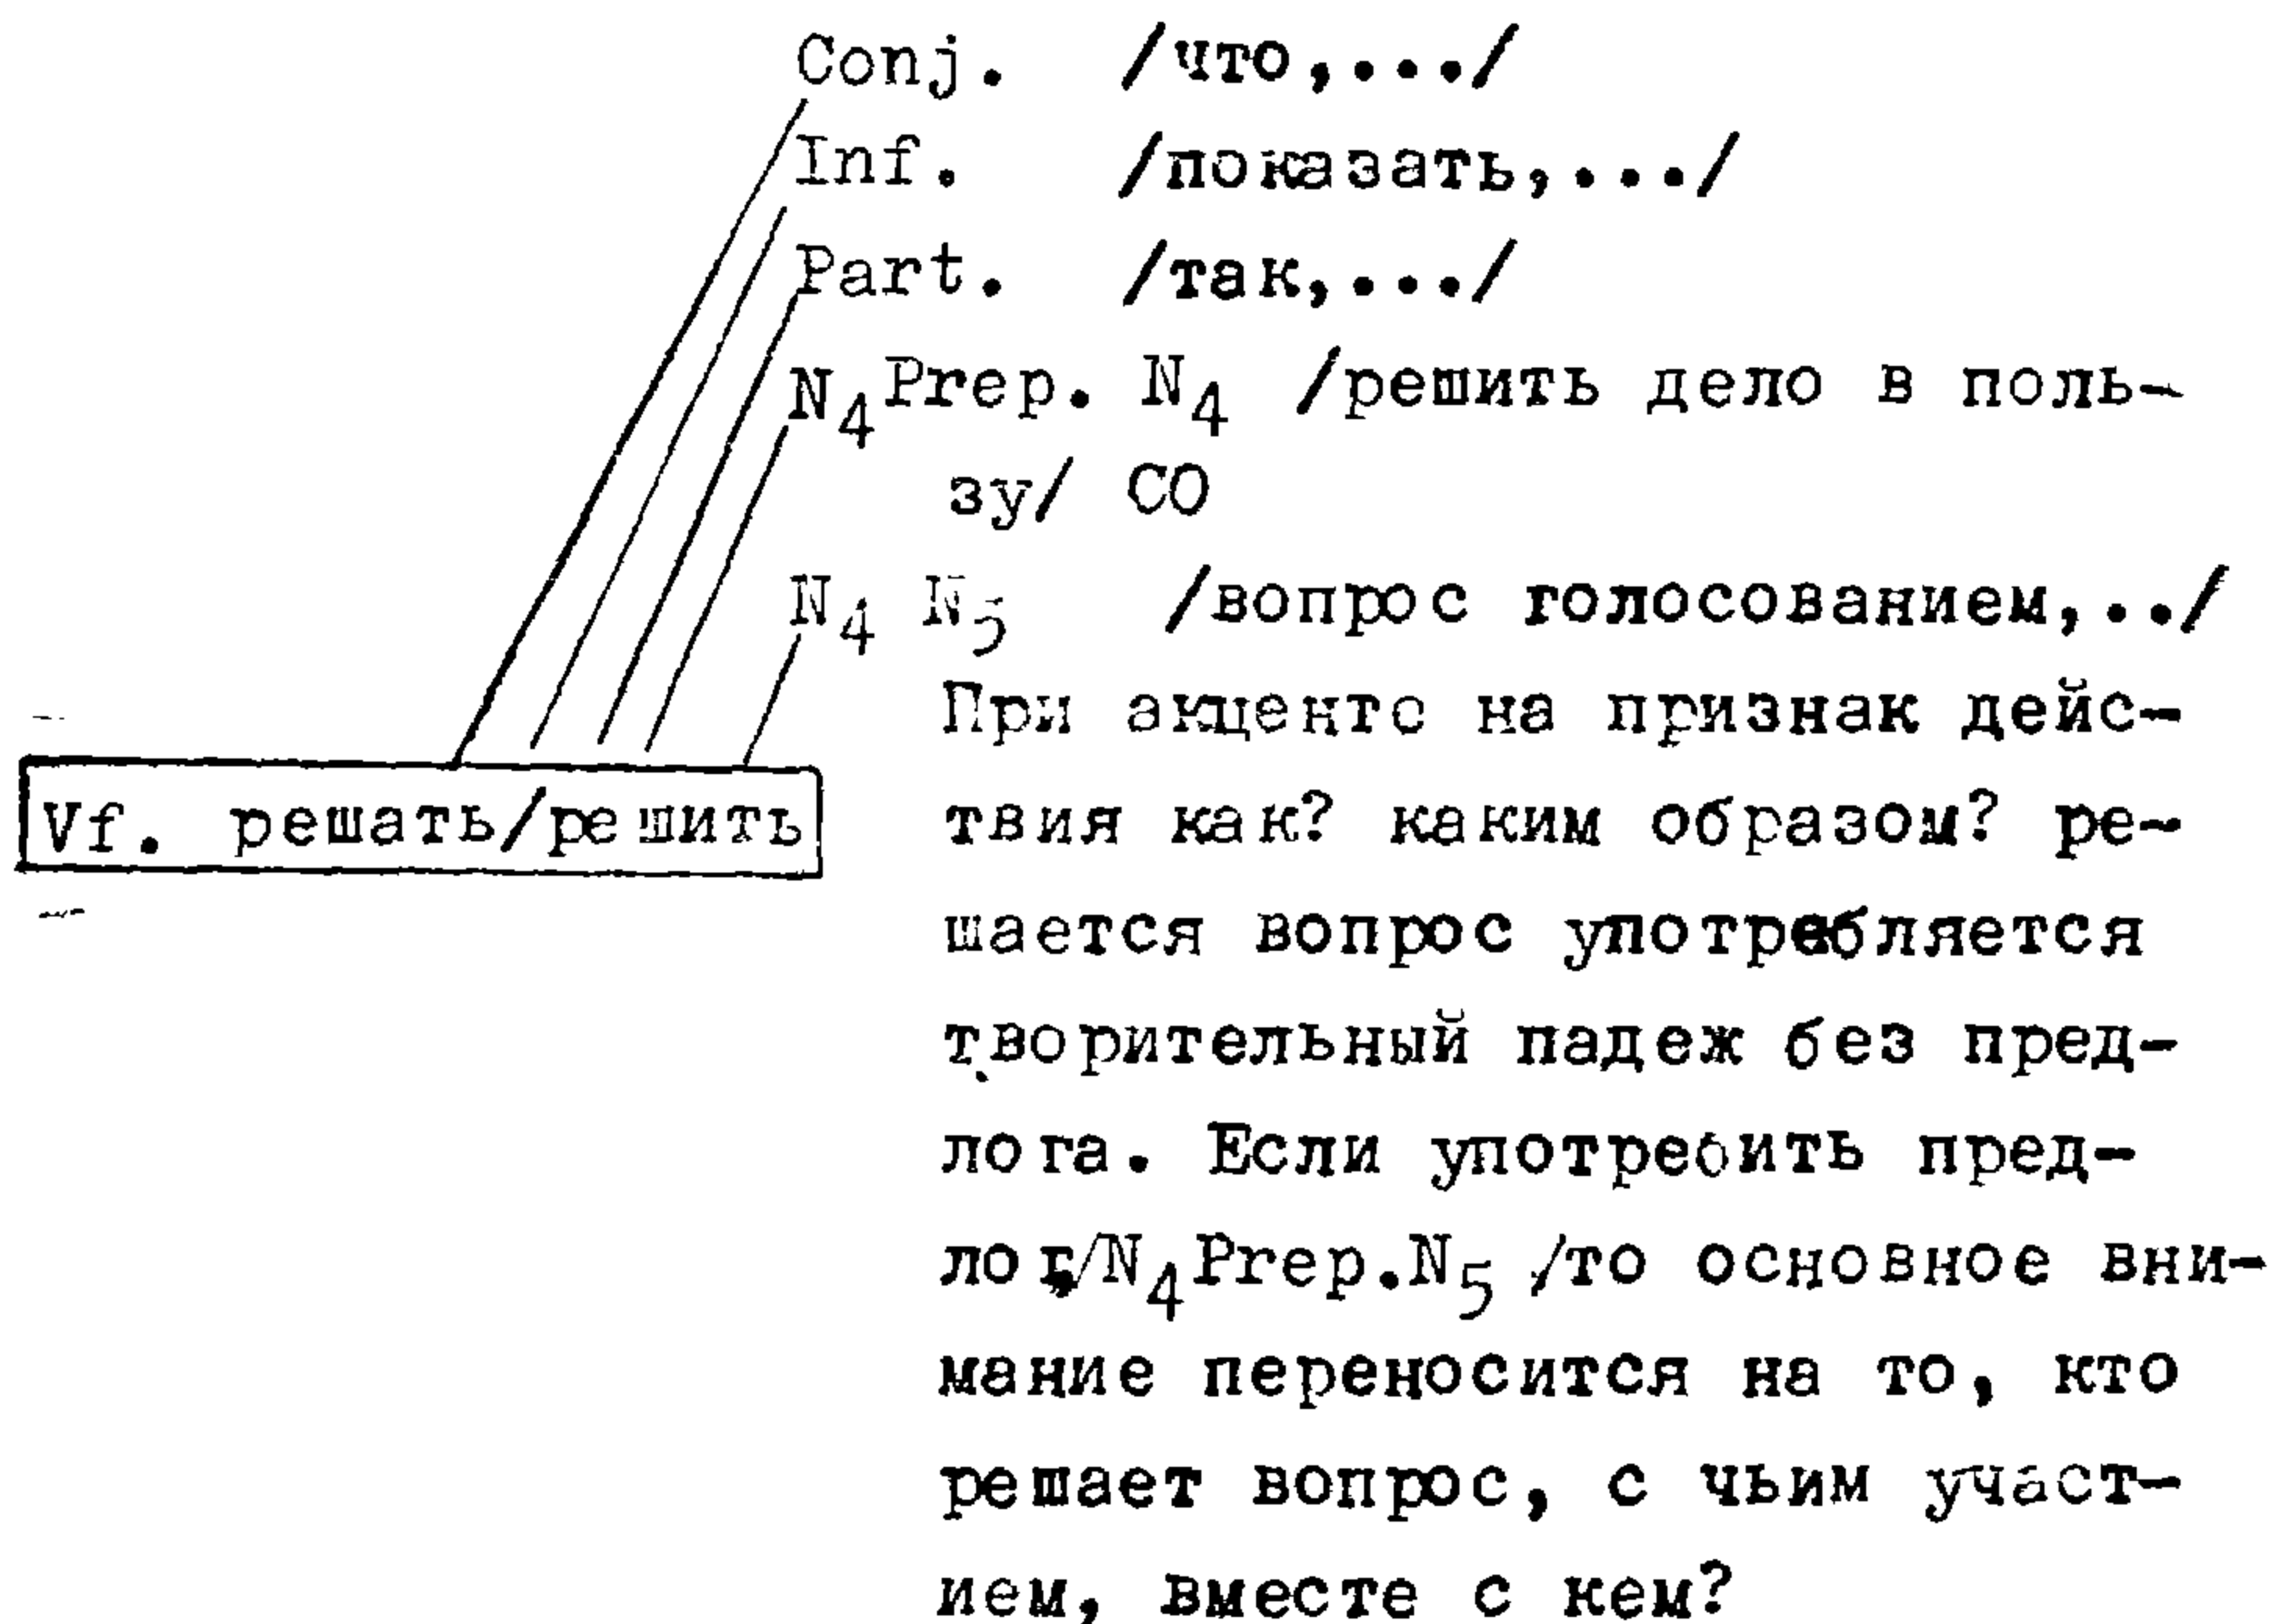 Conj. /что,.../
Inf. /показать,.../
Part. /так,.../
N₄Prep. N₄ /решить дело в поль-
зу/ СО
N₄ N₅ /вопрос голосованием,../
При акценте на признак дейс-
Vf. решать/решить
твия как? каким образом? ре-
шается вопрос употребляется
творительный падеж без пред-
лога. Если употребить пред-
лог,/N₄Prep.N₅ /то основное вни-
мание переносится на то, кто
решает вопрос, с чьим участ-
ием, вместе с кем?